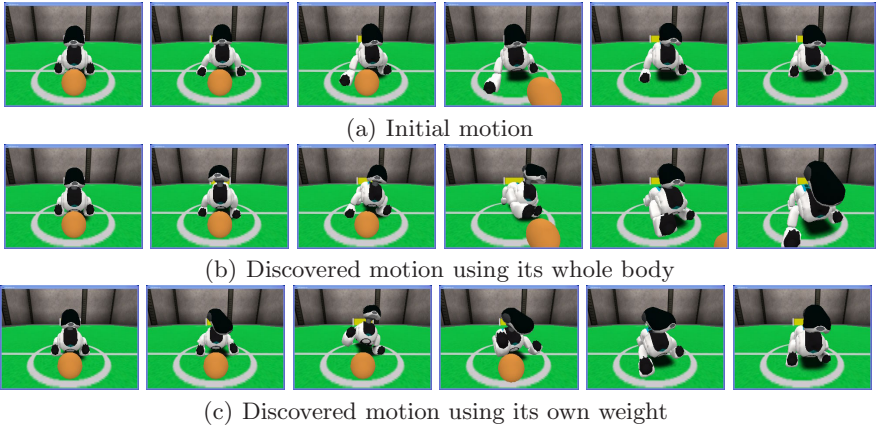 (a) Initial motion
(b) Discovered motion using its whole body
(c) Discovered motion using its own weight